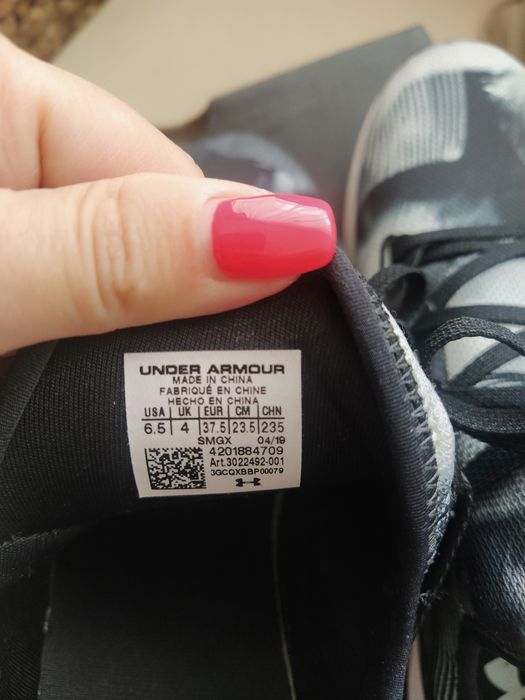 UNDER ARMOUR
MADE IN CHINA
FABRIQUÉ EN CHINE
HECHO EN CHINA
USA UK EUR CM CHN
6.5 4 37.5 23.5 235
SMGX 04/19
4201884709
Art.3022492-001
3GCQXBBP00079